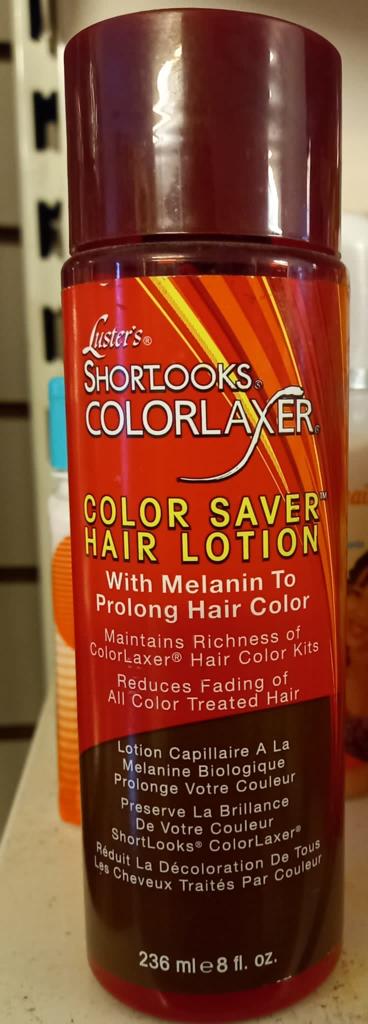 Luster's®
SHORTLOOKS®
COLORLAXER®
COLOR SAVER™
HAIR LOTION
With Melanin To
Prolong Hair Color
Maintains Richness of
ColorLaxer® Hair Color Kits
Reduces Fading of
All Color Treated Hair
Lotion Capillaire A La
Melanine Biologique
Prolonge Votre Couleur
Preserve La Brillance
De Votre Couleur
ShortLooks® ColorLaxer®
Réduit La Décoloration De Tous
Les Cheveux Traités Par Couleur
236 ml e 8 fl. oz.